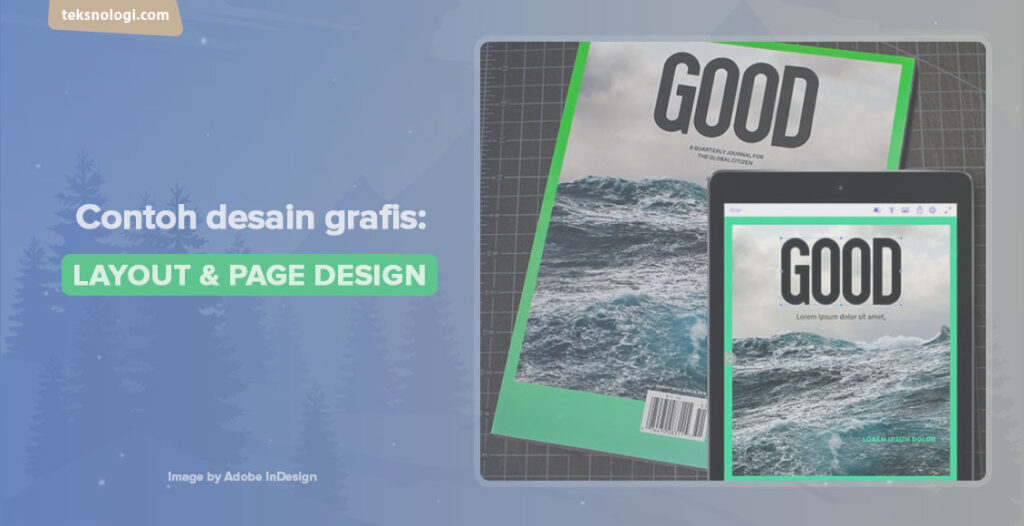 teksnologi.com
Contoh desain grafis:
LAYOUT & PAGE DESIGN
Image by Adobe InDesign
GOOD
A QUARTERLY JOURNAL FOR
THE GLOBAL CITIZEN
GOOD
Lorem ipsum dolor sit amet,
LOREM IPSUN DOLOR